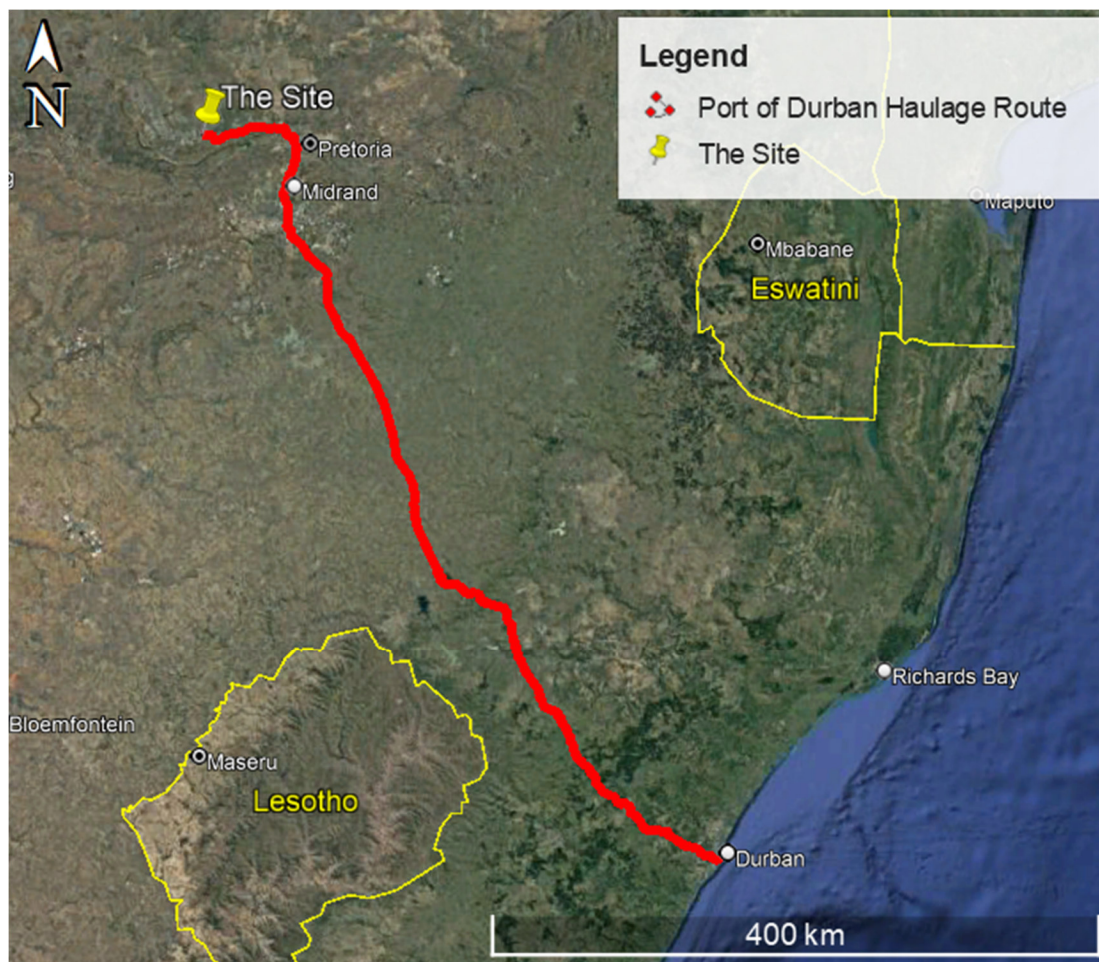 N
The Site
Legend
Port of Durban Haulage Route
The Site
Pretoria
Midrand
g
Maputo
Mbabane
Eswatini
Richards Bay
Bloemfontein
Maseru
Lesotho
Durban
400 km